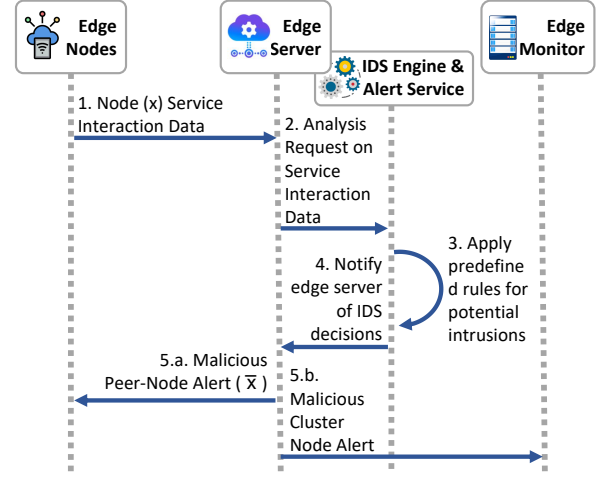 Edge
Nodes
Edge
Server
IDS Engine &
Alert Service
Edge
Monitor
1. Node (x) Service
Interaction Data
2. Analysis
Request on
Service
Interaction
Data
3. Apply
predefine
d rules for
potential
intrusions
4. Notify
edge server
of IDS
decisions
5.a. Malicious
Peer-Node Alert ( x̅ )
5.b.
Malicious
Cluster
Node Alert